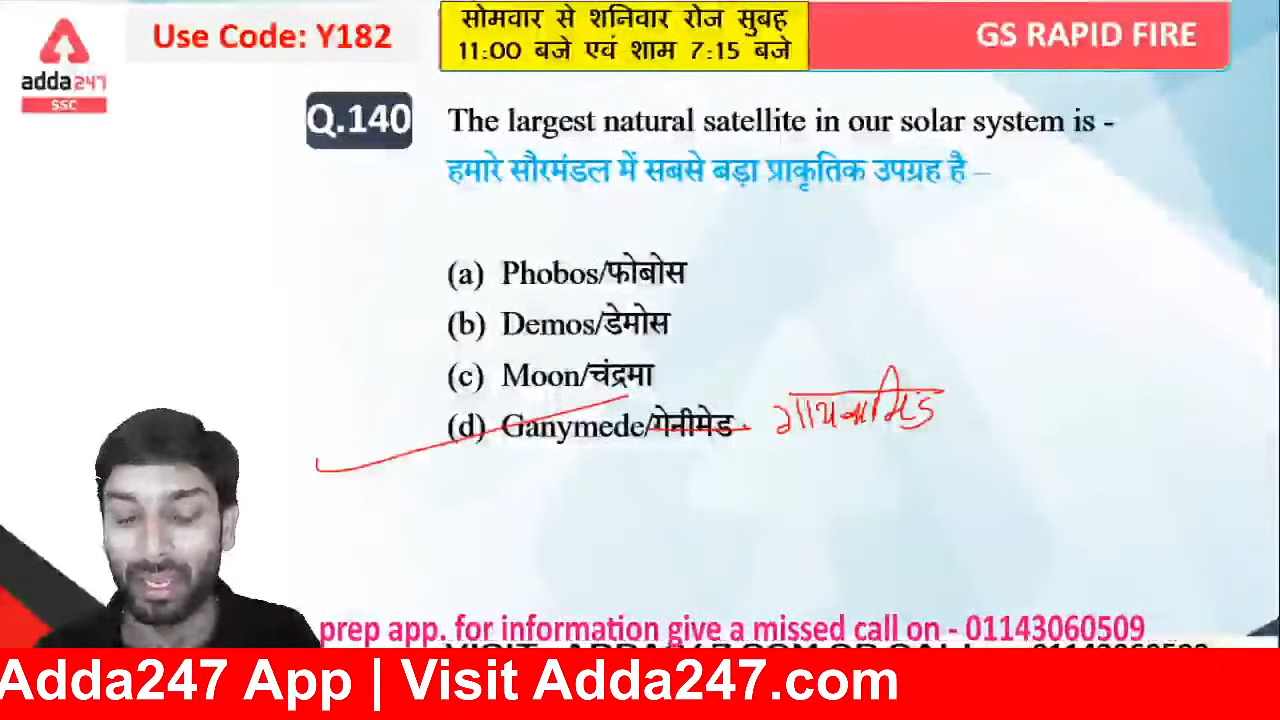 Use Code: Y182
सोमवार से शनिवार रोज सुबह
11:00 बजे एवं शाम 7:15 बजे
GS RAPID FIRE
adda247
SSC
Q.140
The largest natural satellite in our solar system is -
हमारे सौरमंडल में सबसे बड़ा प्राकृतिक उपग्रह है –
(a) Phobos/फोबोस
(b) Demos/डेमोस
(c) Moon/चंद्रमा
(d) Ganymede/गेनीमेड
prep app. for information give a missed call on - 01143060509
Adda247 App | Visit Adda247.com